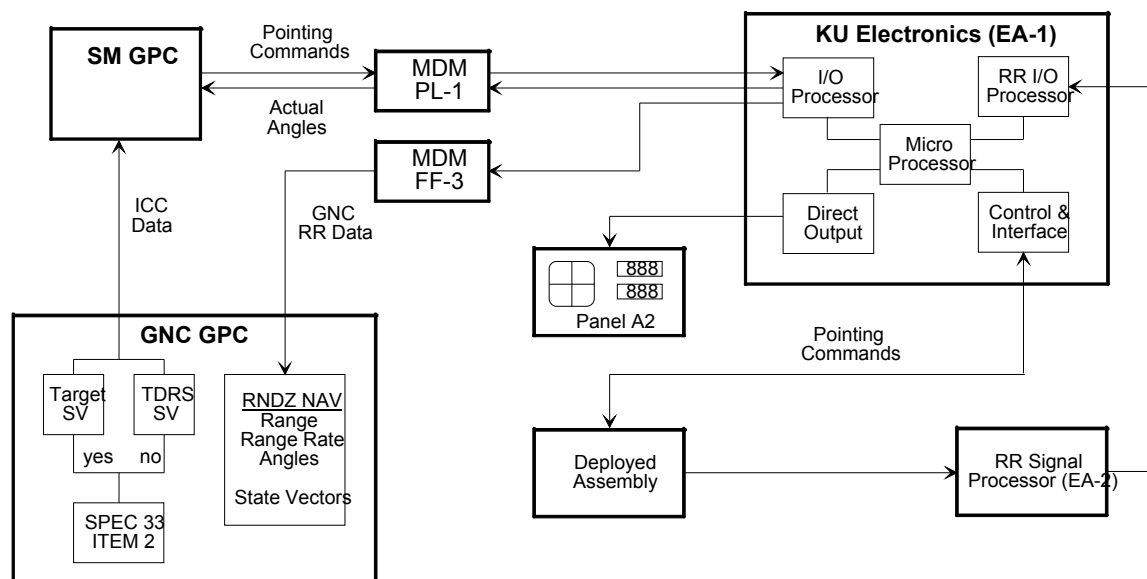 Pointing
Commands
SM GPC
Actual
Angles
MDM
PL-1
MDM
FF-3
KU Electronics (EA-1)
I/O
Processor
RR I/O
Processor
Micro
Processor
Direct
Output
Control &
Interface
ICC
Data
GNC
RR Data
888
888
Panel A2
Pointing
Commands
GNC GPC
Target
SV
TDRS
SV
yes
no
SPEC 33
ITEM 2
RNDZ NAV
Range
Range Rate
Angles
State Vectors
Deployed
Assembly
RR Signal
Processor (EA-2)